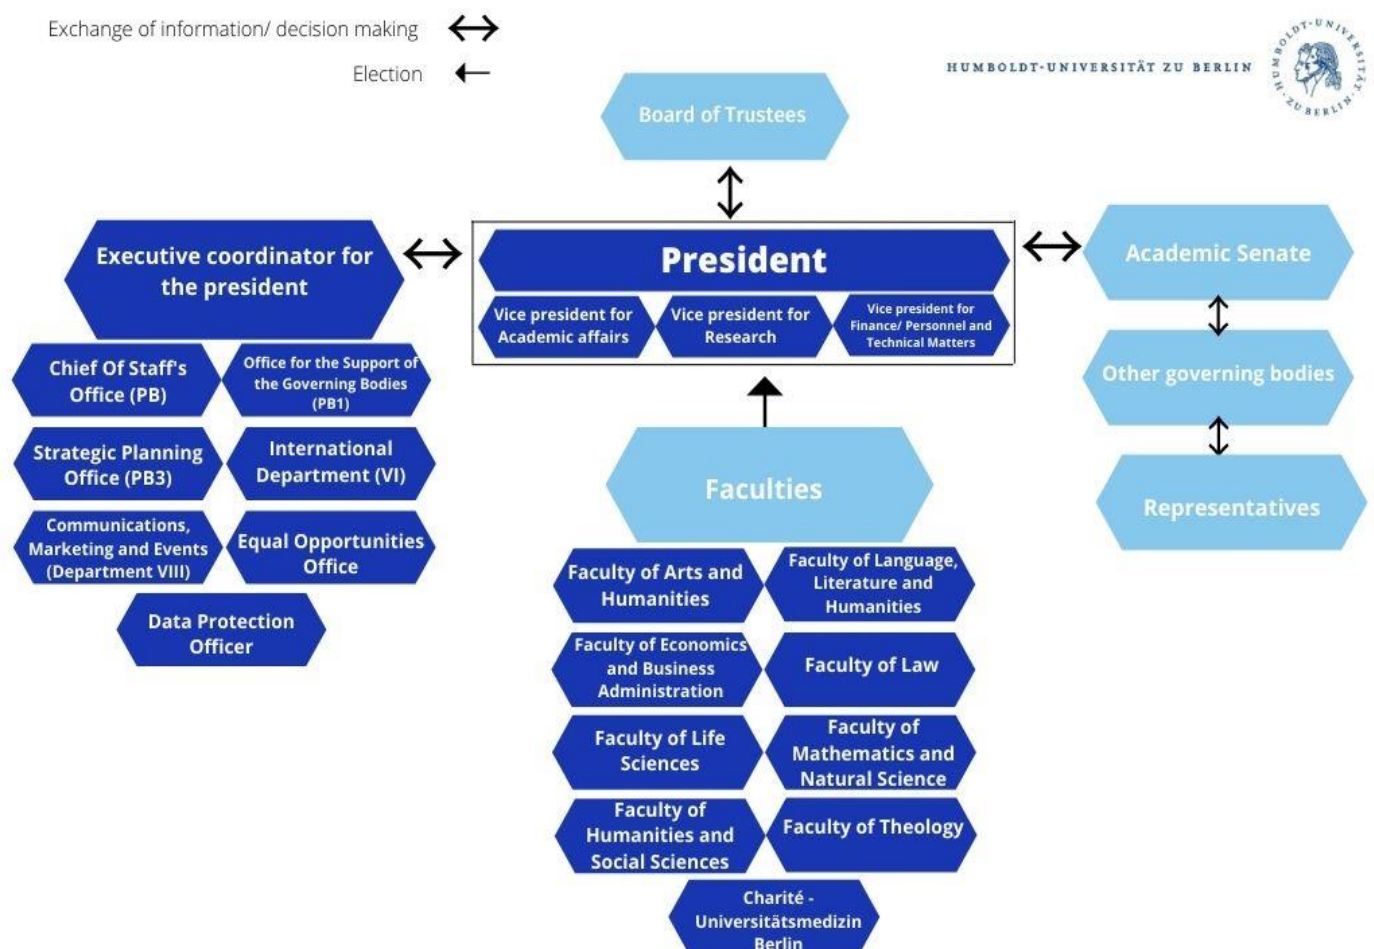 Exchange of information/ decision making
Election
HUMBOLDT-UNIVERSITÄT ZU BERLIN
HUMBOLDT-UNIVERSITÄT
ZU BERLIN
Board of Trustees
Executive coordinator for
the president
President
Vice president for
Academic affairs
Vice president for
Research
Vice president for
Finance/ Personnel and
Technical Matters
Academic Senate
Other governing bodies
Representatives
Chief Of Staff's
Office (PB)
Office for the Support of
the Governing Bodies
(PB1)
Strategic Planning
Office (PB3)
International
Department (VI)
Communications,
Marketing and Events
(Department VIII)
Equal Opportunities
Office
Data Protection
Officer
Faculties
Faculty of Arts and
Humanities
Faculty of Language,
Literature and
Humanities
Faculty of Economics
and Business
Administration
Faculty of Law
Faculty of Life
Sciences
Faculty of
Mathematics and
Natural Science
Faculty of
Humanities and
Social Sciences
Faculty of Theology
Charité -
Universitätsmedizin
Berlin